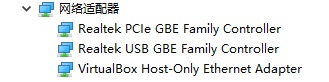 网络适配器
Realtek PCIe GBE Family Controller
Realtek USB GBE Family Controller
VirtualBox Host-Only Ethernet Adapter